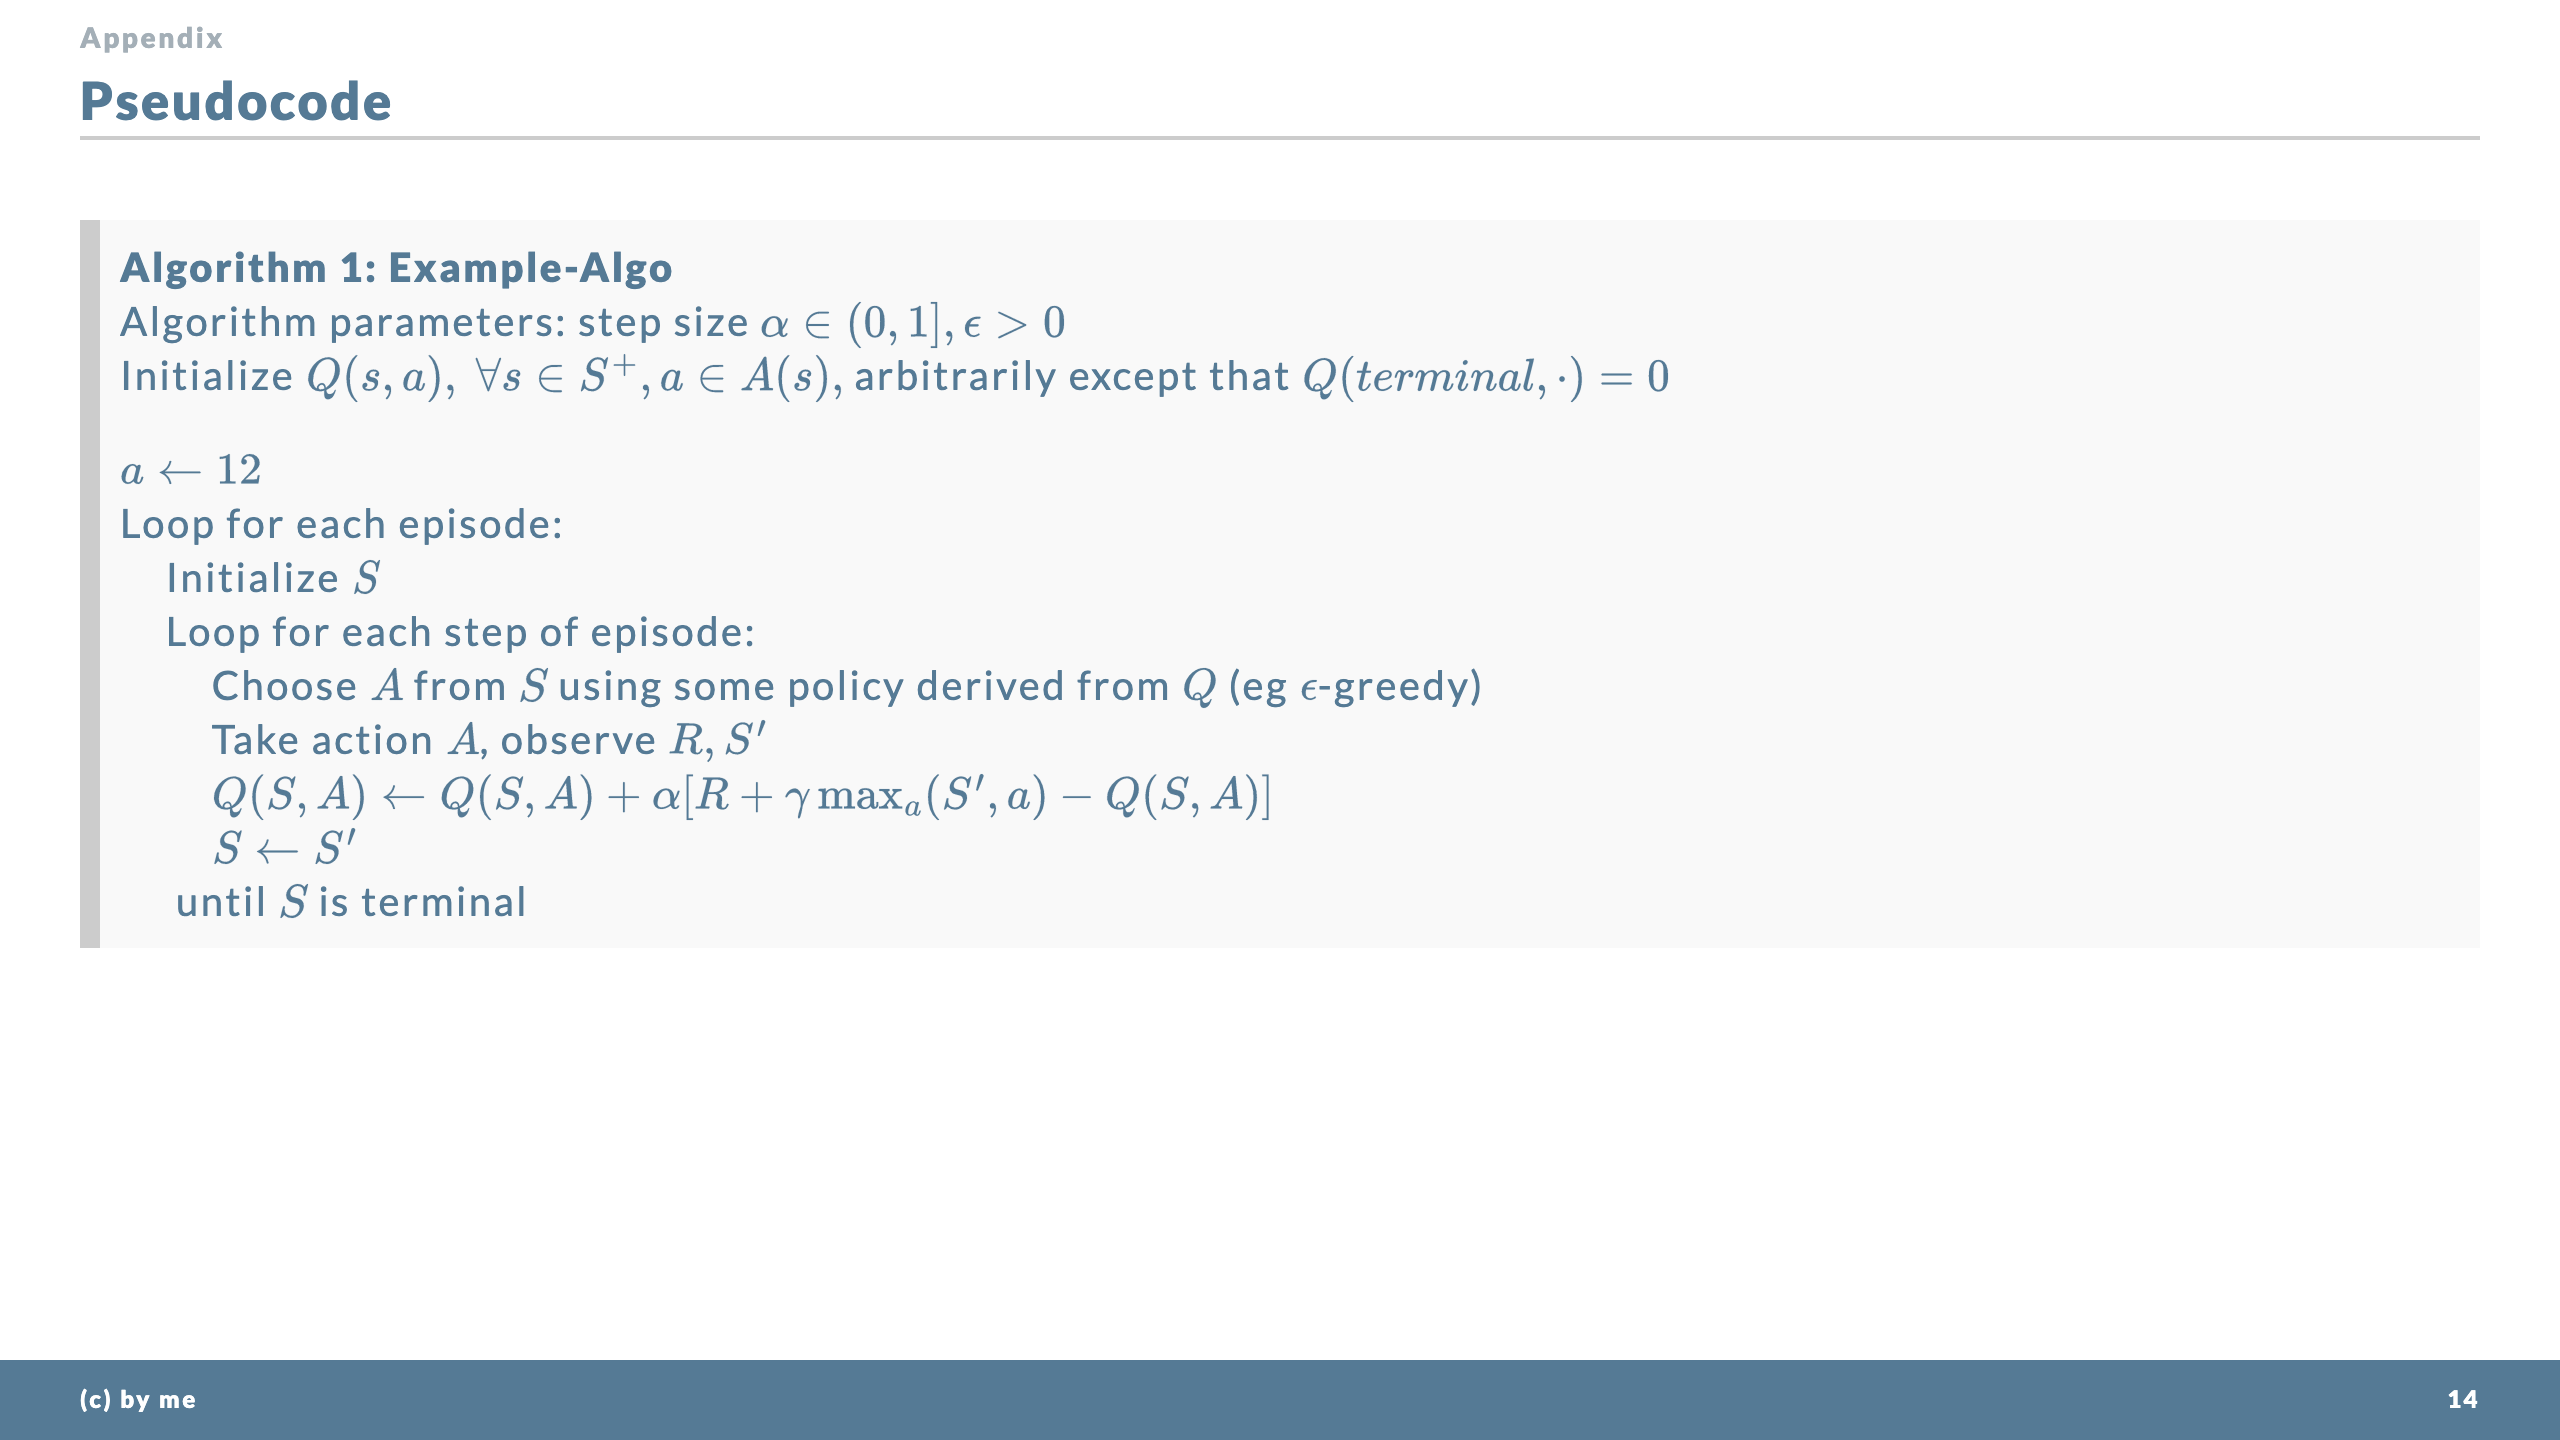 Appendix
Pseudocode
Algorithm 1: Example-Algo
Algorithm parameters: step size α ∈ (0, 1], ϵ > 0
Initialize Q(s, a), ∀s ∈ S⁺, a ∈ A(s), arbitrarily except that Q(terminal, ·) = 0
a ← 12
Loop for each episode:
Initialize S
Loop for each step of episode:
Choose A from S using some policy derived from Q (eg ϵ-greedy)
Take action A, observe R, S′
Q(S, A) ← Q(S, A) + α[R + γ maxₐ(S′, a) − Q(S, A)]
S ← S′
until S is terminal
(c) by me
14